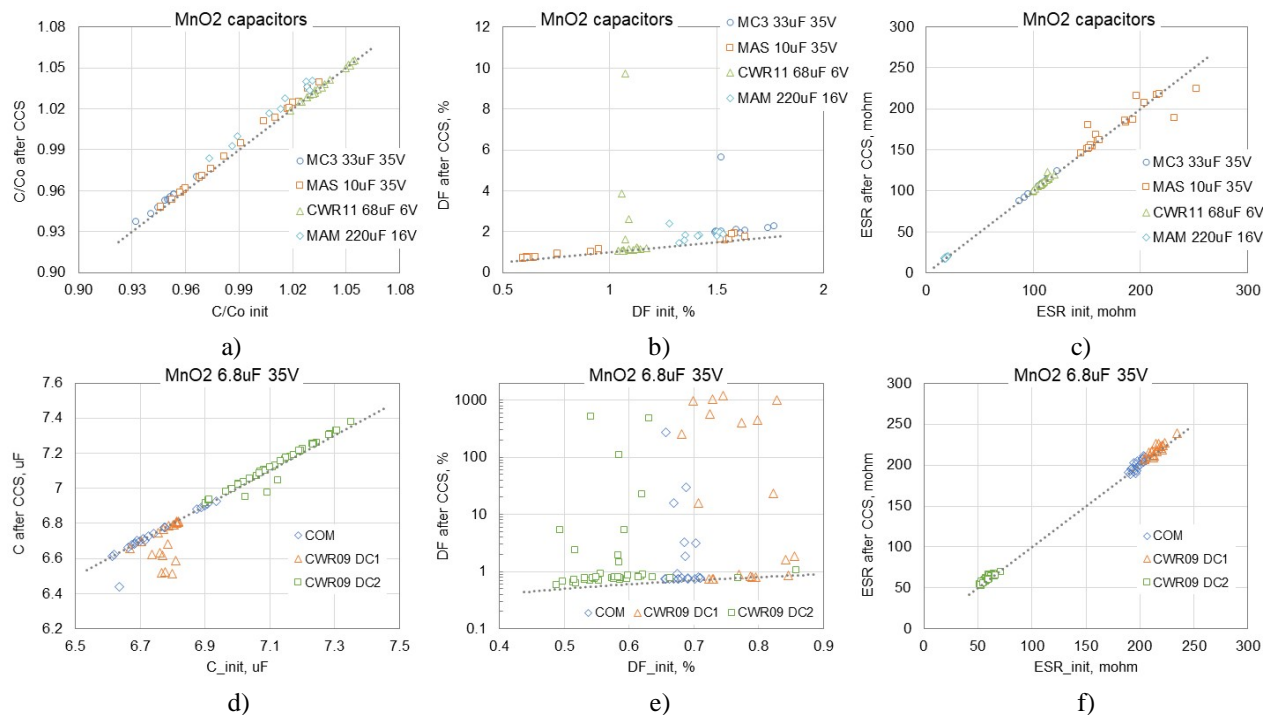 MnO2 capacitors
1.08
1.05
1.02
0.99
0.96
0.93
0.90
C/Co after CCS
MC3 33uF 35V
MAS 10uF 35V
CWR11 68uF 6V
MAM 220uF 16V
0.90 0.93 0.96 0.99 1.02 1.05 1.08
C/Co init
a)
MnO2 capacitors
12
10
8
6
4
2
0
DF after CCS, %
MC3 33uF 35V
MAS 10uF 35V
CWR11 68uF 6V
MAM 220uF 16V
0.5 1 1.5 2
DF init, %
b)
MnO2 capacitors
300
250
200
150
100
50
0
ESR after CCS, mohm
MC3 33uF 35V
MAS 10uF 35V
CWR11 68uF 6V
MAM 220uF 16V
0 100 200 300
ESR init, mohm
c)
MnO2 6.8uF 35V
7.6
7.4
7.2
7
6.8
6.6
6.4
6.2
C after CCS, uF
COM
CWR09 DC1
CWR09 DC2
6.5 6.7 6.9 7.1 7.3 7.5
C_init, uF
d)
MnO2 6.8uF 35V
1000
100
10
1
0.1
DF after CCS, %
COM CWR09 DC1 CWR09 DC2
0.4 0.5 0.6 0.7 0.8 0.9
DF_init, %
e)
MnO2 6.8uF 35V
300
250
200
150
100
50
0
ESR after CCS, mohm
COM
CWR09 DC1
CWR09 DC2
0 50 100 150 200 250 300
ESR_init, mohm
f)